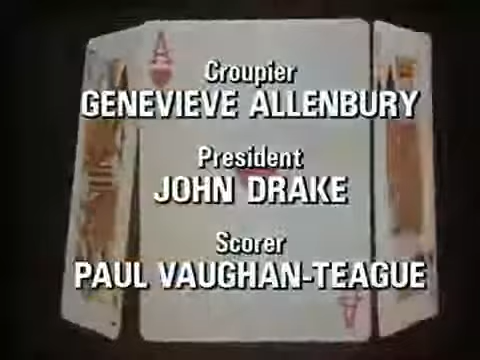 A
Croupier
GENEVIEVE ALLENBURY
President
JOHN DRAKE
Scorer
PAUL VAUGHAN-TEAGUE
A